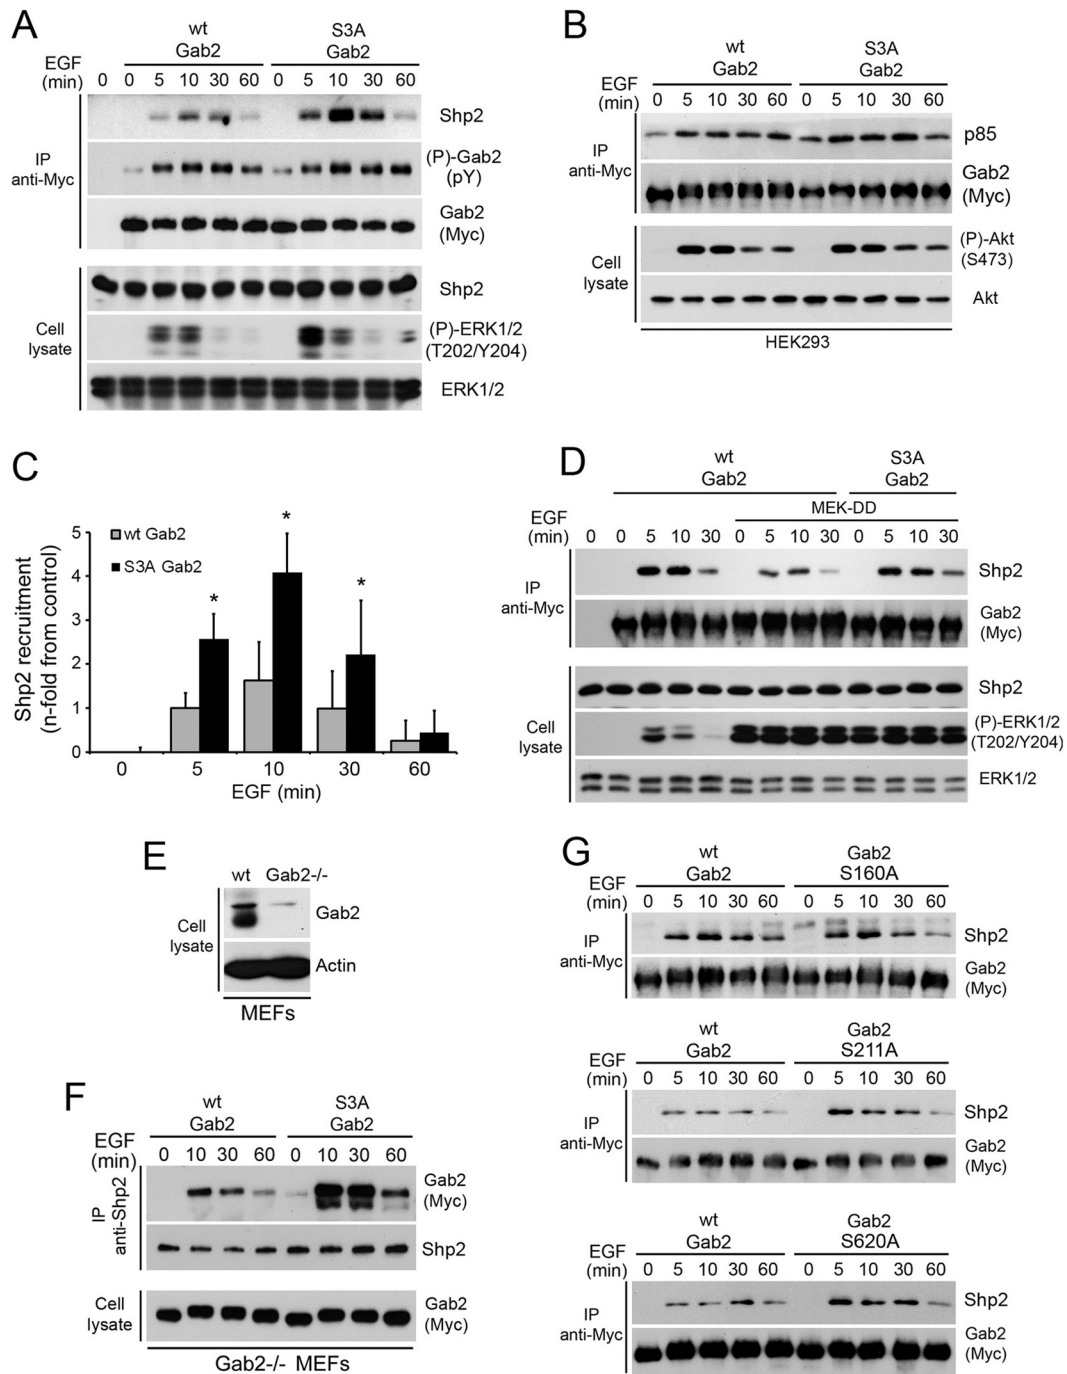 A
wt
Gab2
S3A
Gab2
EGF
(min)
0 0 5 10 30 60 0 5 10 30 60
IP
anti-Myc
Shp2
(P)-Gab2
(pY)
Gab2
(Myc)
Cell
lysate
Shp2
(P)-ERK1/2
(T202/Y204)
ERK1/2
B
wt
Gab2
S3A
Gab2
EGF
(min)
0 5 10 30 60 0 5 10 30 60
IP
anti-Myc
p85
Gab2
(Myc)
Cell
lysate
(P)-Akt
(S473)
Akt
HEK293
C
Shp2 recruitment
(n-fold from control)
5
4
3
2
1
0
wt Gab2
S3A Gab2
* * *
0 5 10 30 60
EGF (min)
D
wt
Gab2
S3A
Gab2
MEK-DD
EGF
(min)
0 0 5 10 30 0 5 10 30 0 5 10 30
IP
anti-Myc
Shp2
Gab2
(Myc)
Cell
lysate
Shp2
(P)-ERK1/2
(T202/Y204)
ERK1/2
E
wt Gab2-/-
Cell
lysate
Gab2
Actin
MEFs
F
wt
Gab2
S3A
Gab2
EGF
(min)
0 10 30 60 0 10 30 60
IP
anti-Shp2
Gab2
(Myc)
Shp2
Cell
lysate
Gab2
(Myc)
Gab2-/- MEFs
G
wt
Gab2
Gab2
S160A
EGF
(min)
0 5 10 30 60 0 5 10 30 60
IP
anti-Myc
Shp2
Gab2
(Myc)
wt
Gab2
Gab2
S211A
EGF
(min)
0 5 10 30 60 0 5 10 30 60
IP
anti-Myc
Shp2
Gab2
(Myc)
wt
Gab2
Gab2
S620A
EGF
(min)
0 5 10 30 60 0 5 10 30 60
IP
anti-Myc
Shp2
Gab2
(Myc)